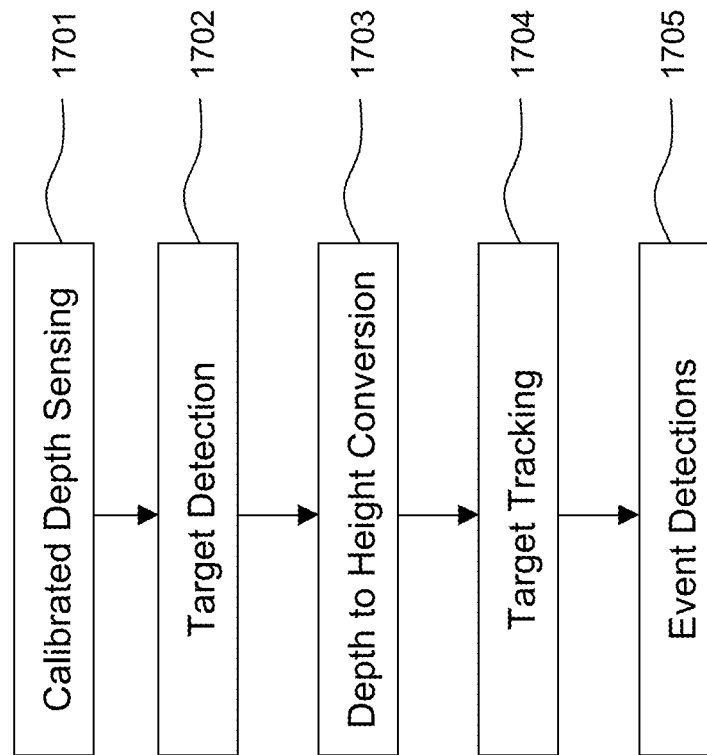 Calibrated Depth Sensing
1701
Target Detection
1702
Depth to Height Conversion
1703
Target Tracking
1704
Event Detections
1705